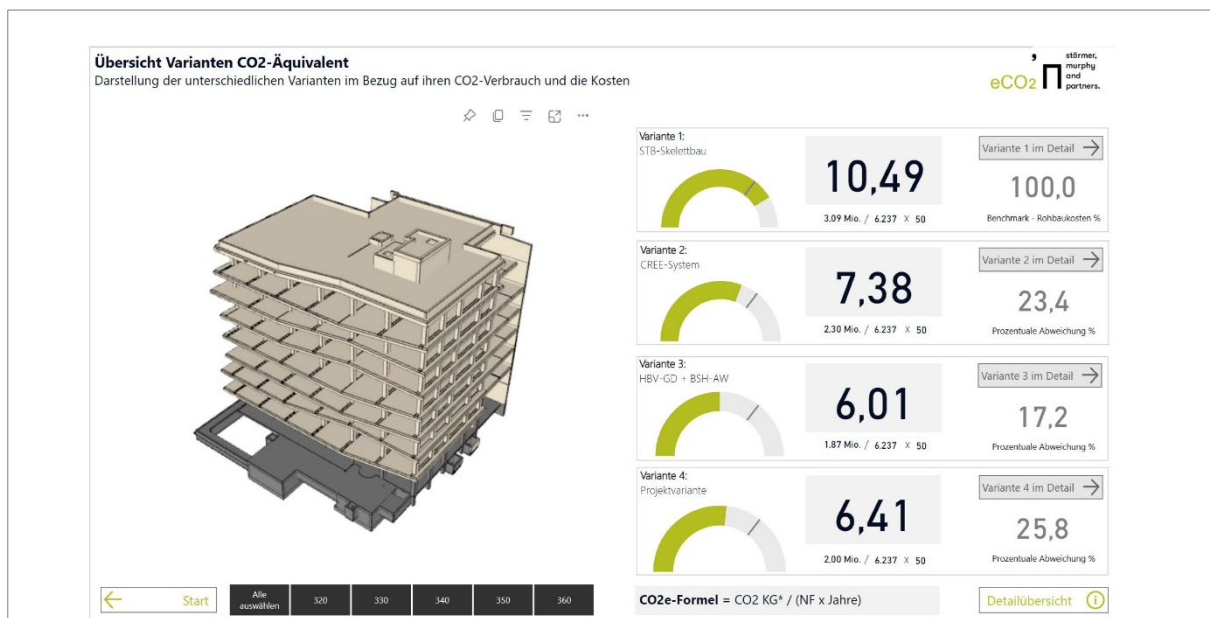 Übersicht Varianten CO2-Äquivalent
Darstellung der unterschiedlichen Varianten im Bezug auf ihren CO2-Verbrauch und die Kosten
eCO2
störmer,
murphy
and
partners.
Variante 1:
STB-Skelettbau
10,49
3,09 Mio. / 6.237 X 50
Variante 1 im Detail
100,0
Benchmark - Rohbaukosten %
Variante 2:
CREE-System
7,38
2,30 Mio. / 6.237 X 50
Variante 2 im Detail
23,4
Prozentuale Abweichung %
Variante 3:
HBV-GD + BSH-AW
6,01
1,87 Mio. / 6.237 X 50
Variante 3 im Detail
17,2
Prozentuale Abweichung %
Variante 4:
Projektvariante
6,41
2,00 Mio. / 6.237 X 50
Variante 4 im Detail
25,8
Prozentuale Abweichung %
Start
Alle
auswählen
320
330
340
350
360
CO2e-Formel = CO2 KG* / (NF x Jahre)
Detailübersicht